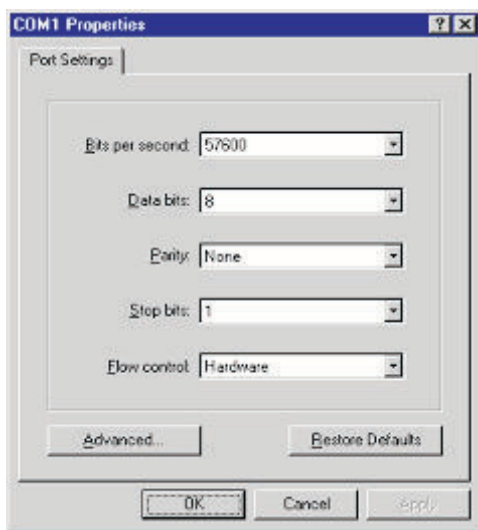 COM1 Properties
Port Settings
Bits per second: 57600
Data bits: 8
Parity: None
Stop bits: 1
Flow control: Hardware
Advanced... Restore Defaults
OK Cancel Apply